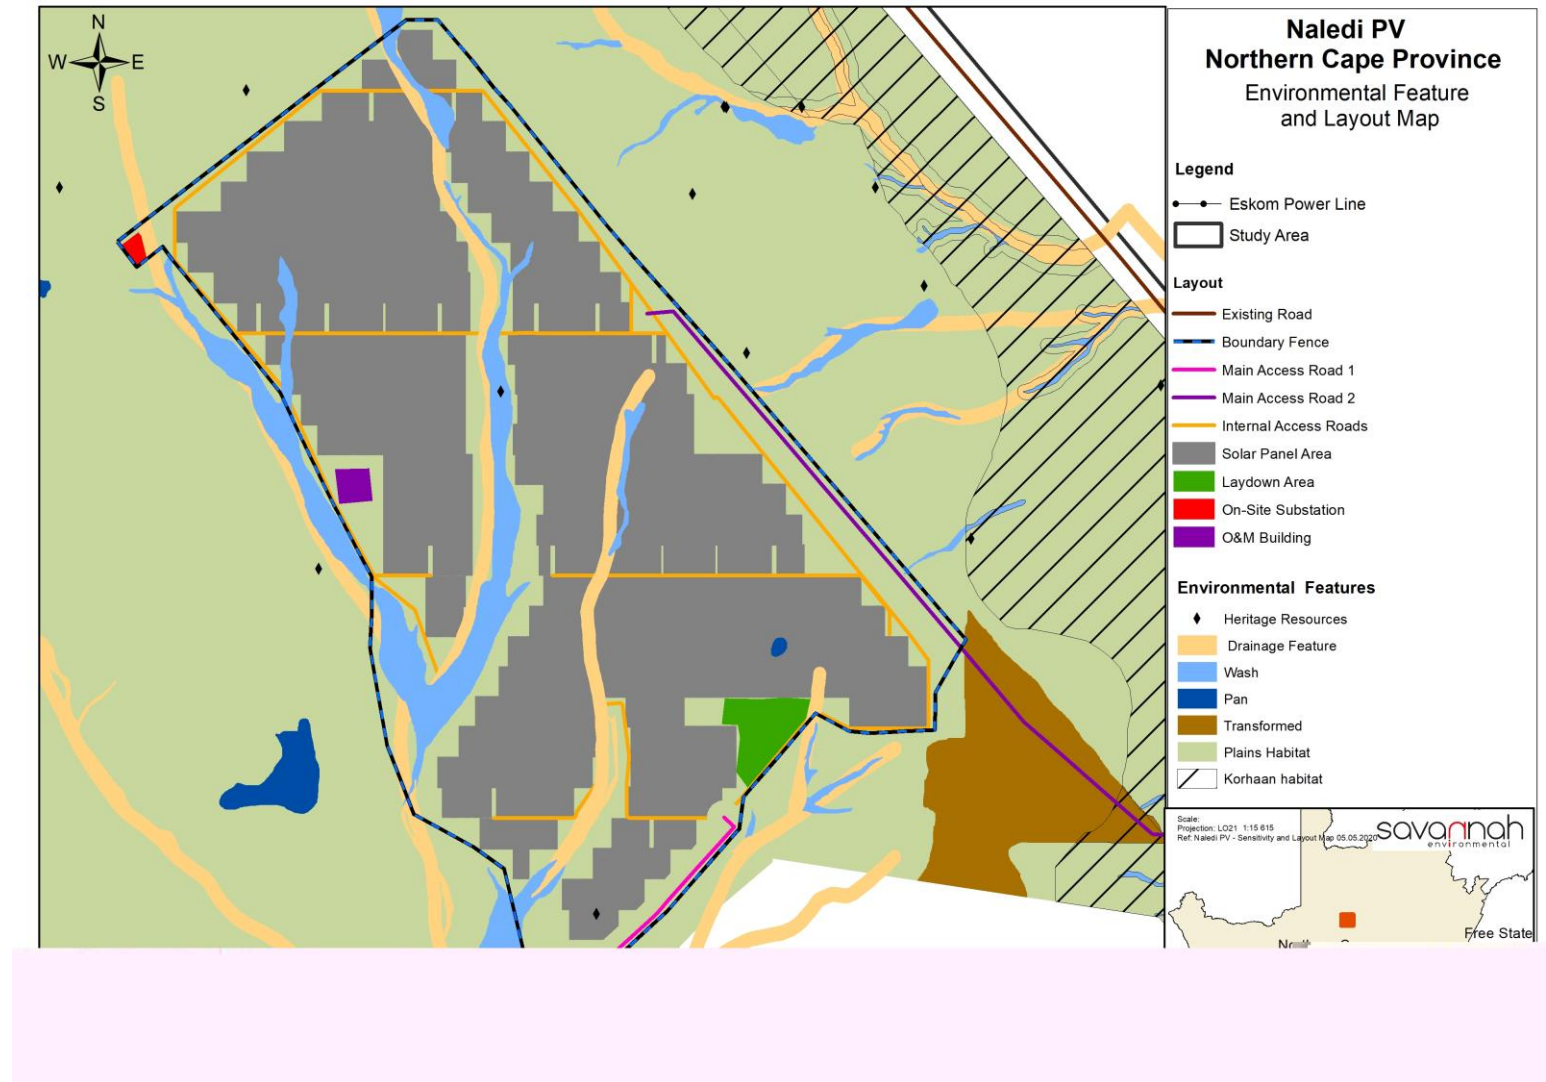 N
W E
S
Naledi PV
Northern Cape Province
Environmental Feature
and Layout Map
Legend
Eskom Power Line
Study Area
Layout
Existing Road
Boundary Fence
Main Access Road 1
Main Access Road 2
Internal Access Roads
Solar Panel Area
Laydown Area
On-Site Substation
O&M Building
Environmental Features
Heritage Resources
Drainage Feature
Wash
Pan
Transformed
Plains Habitat
Korhaan habitat
Scale:
Projection: LO21 1:15 615
Ref: Naledi PV - Sensitivity and Layout Map 05.05.2020
savannah
environmental
Free State